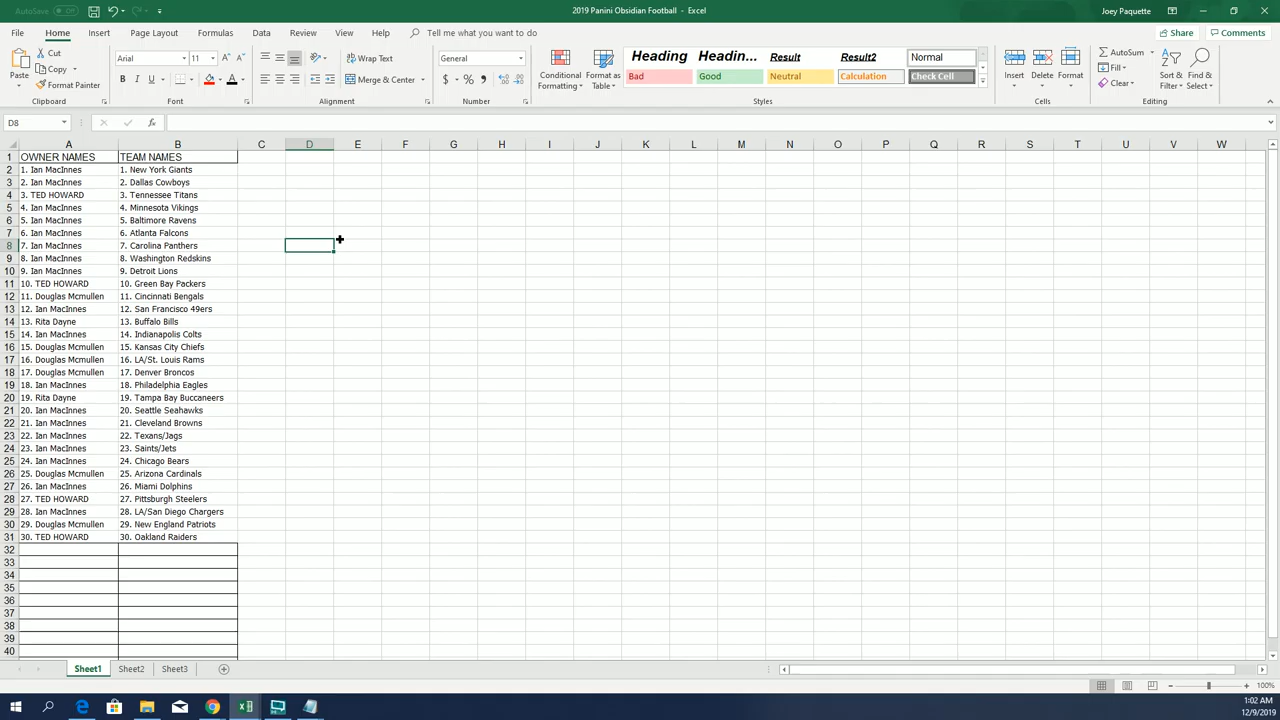 AutoSave Off
2019 Panini Obsidian Football - Excel
Joey Paquette
File Home Insert Page Layout Formulas Data Review View Help Tell me what you want to do
Share Comments
Paste Cut Copy Format Painter
Clipboard
Arial 11
B I U A A
Font
Wrap Text
Merge & Center
Alignment
General
$ % ,
Number
Conditional Formatting
Format as Table
Heading Headin... Result Result2 Normal
Bad Good Neutral Calculation Check Cell
Styles
Insert Delete Format
Cells
AutoSum
Fill
Clear
Sort & Filter
Find & Select
Editing
D8 fx
A B C D E F G H I J K L M N O P Q R S T U V W
1 OWNER NAMES TEAM NAMES
2 1. Ian MacInnes 1. New York Giants
3 2. Ian MacInnes 2. Dallas Cowboys
4 3. TED HOWARD 3. Tennessee Titans
5 4. Ian MacInnes 4. Minnesota Vikings
6 5. Ian MacInnes 5. Baltimore Ravens
7 6. Ian MacInnes 6. Atlanta Falcons
8 7. Ian MacInnes 7. Carolina Panthers
9 8. Ian MacInnes 8. Washington Redskins
10 9. Ian MacInnes 9. Detroit Lions
11 10. TED HOWARD 10. Green Bay Packers
12 11. Douglas Mcmullen 11. Cincinnati Bengals
13 12. Ian MacInnes 12. San Francisco 49ers
14 13. Rita Dayne 13. Buffalo Bills
15 14. Ian MacInnes 14. Indianapolis Colts
16 15. Douglas Mcmullen 15. Kansas City Chiefs
17 16. Douglas Mcmullen 16. LA/St. Louis Rams
18 17. Douglas Mcmullen 17. Denver Broncos
19 18. Ian MacInnes 18. Philadelphia Eagles
20 19. Rita Dayne 19. Tampa Bay Buccaneers
21 20. Ian MacInnes 20. Seattle Seahawks
22 21. Ian MacInnes 21. Cleveland Browns
23 22. Ian MacInnes 22. Texans/Jags
24 23. Ian MacInnes 23. Saints/Jets
25 24. Ian MacInnes 24. Chicago Bears
26 25. Douglas Mcmullen 25. Arizona Cardinals
27 26. Ian MacInnes 26. Miami Dolphins
28 27. TED HOWARD 27. Pittsburgh Steelers
29 28. Ian MacInnes 28. LA/San Diego Chargers
30 29. Douglas Mcmullen 29. New England Patriots
31 30. TED HOWARD 30. Oakland Raiders
32
33
34
35
36
37
38
39
40
Sheet1 Sheet2 Sheet3
100%
1:02 AM
12/9/2019